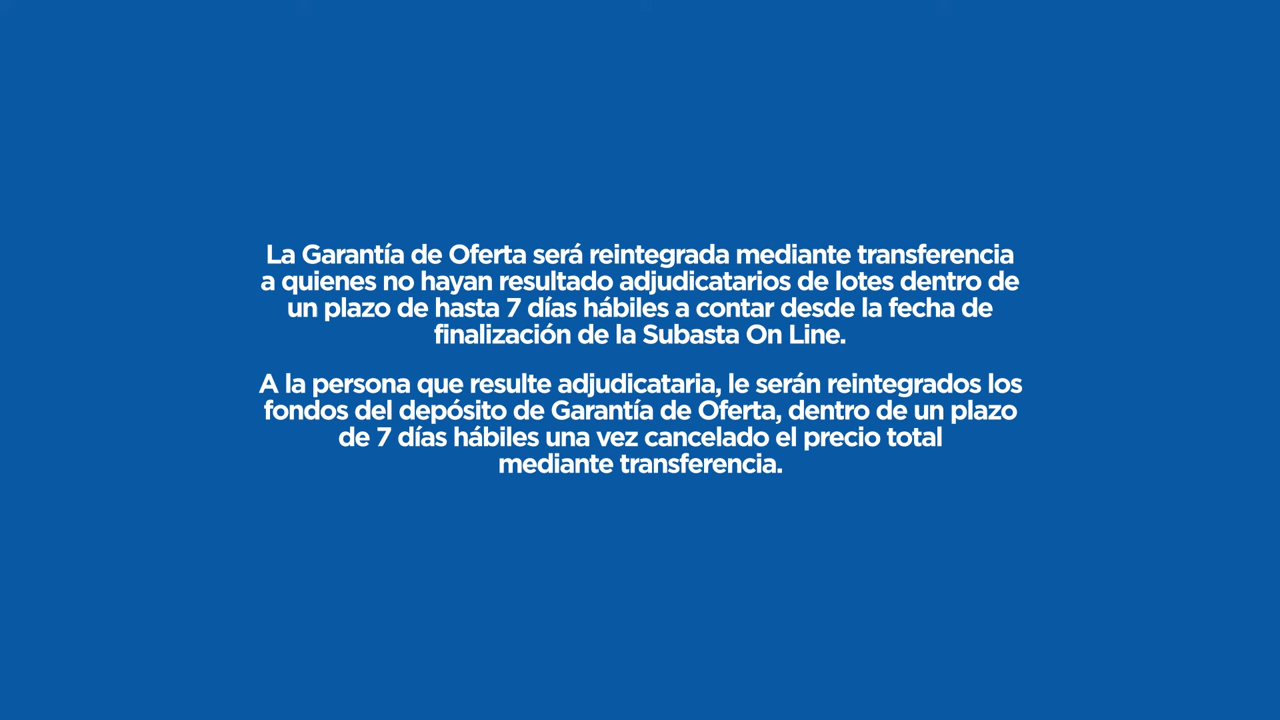 La Garantía de Oferta será reintegrada mediante transferencia
a quienes no hayan resultado adjudicatarios de lotes dentro de
un plazo de hasta 7 días hábiles a contar desde la fecha de
finalización de la Subasta On Line.
A la persona que resulte adjudicataria, le serán reintegrados los
fondos del depósito de Garantía de Oferta, dentro de un plazo
de 7 días hábiles una vez cancelado el precio total
mediante transferencia.